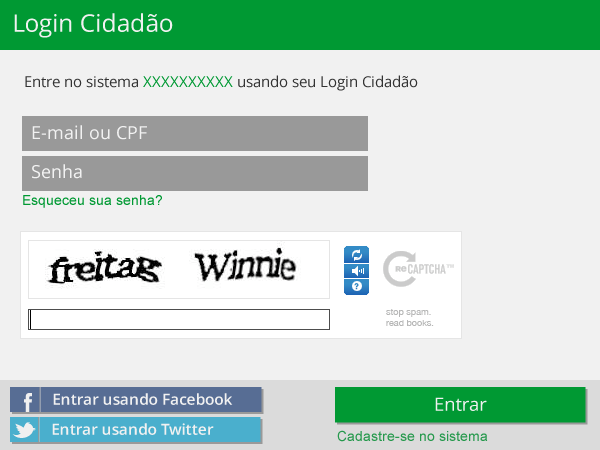 Login Cidadão
Entre no sistema XXXXXXXXXX usando seu Login Cidadão
E-mail ou CPF
Senha
Esqueceu sua senha?
freitag Winnie
reCAPTCHA™
stop spam.
read books.
f Entrar usando Facebook
Entrar usando Twitter
Entrar
Cadastre-se no sistema